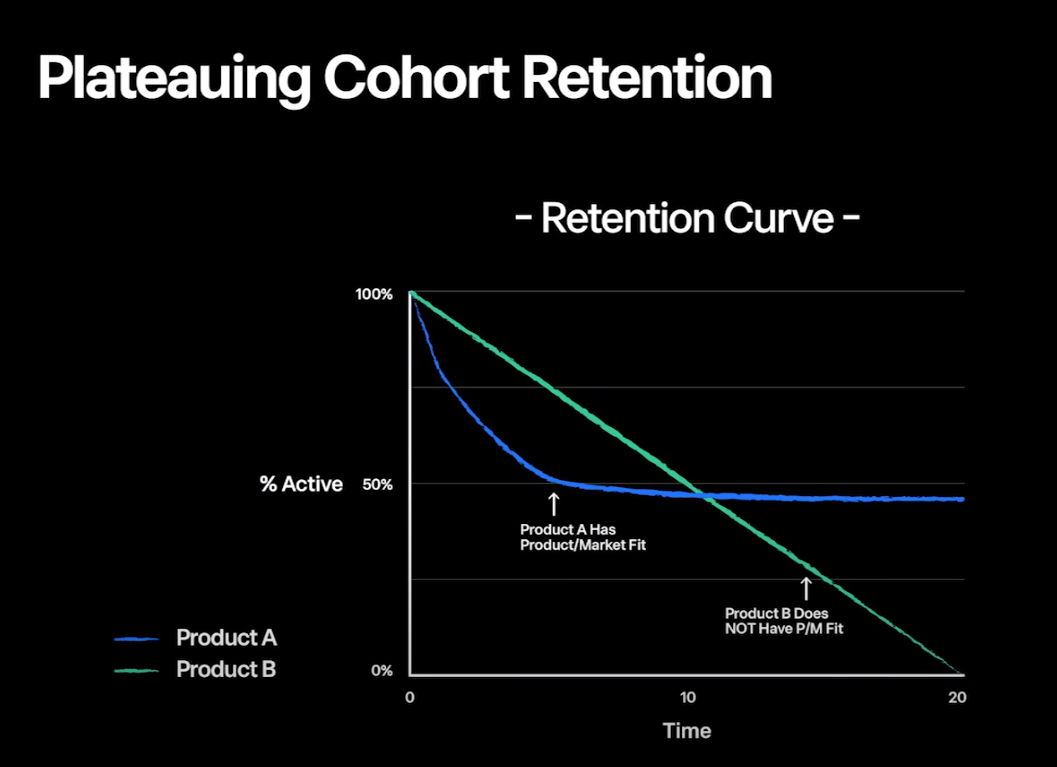 Plateauing Cohort Retention
– Retention Curve –
100%
% Active
50%
Product A Has
Product/Market Fit
Product B Does
NOT Have P/M Fit
Product A
Product B
0%
0
10
20
Time